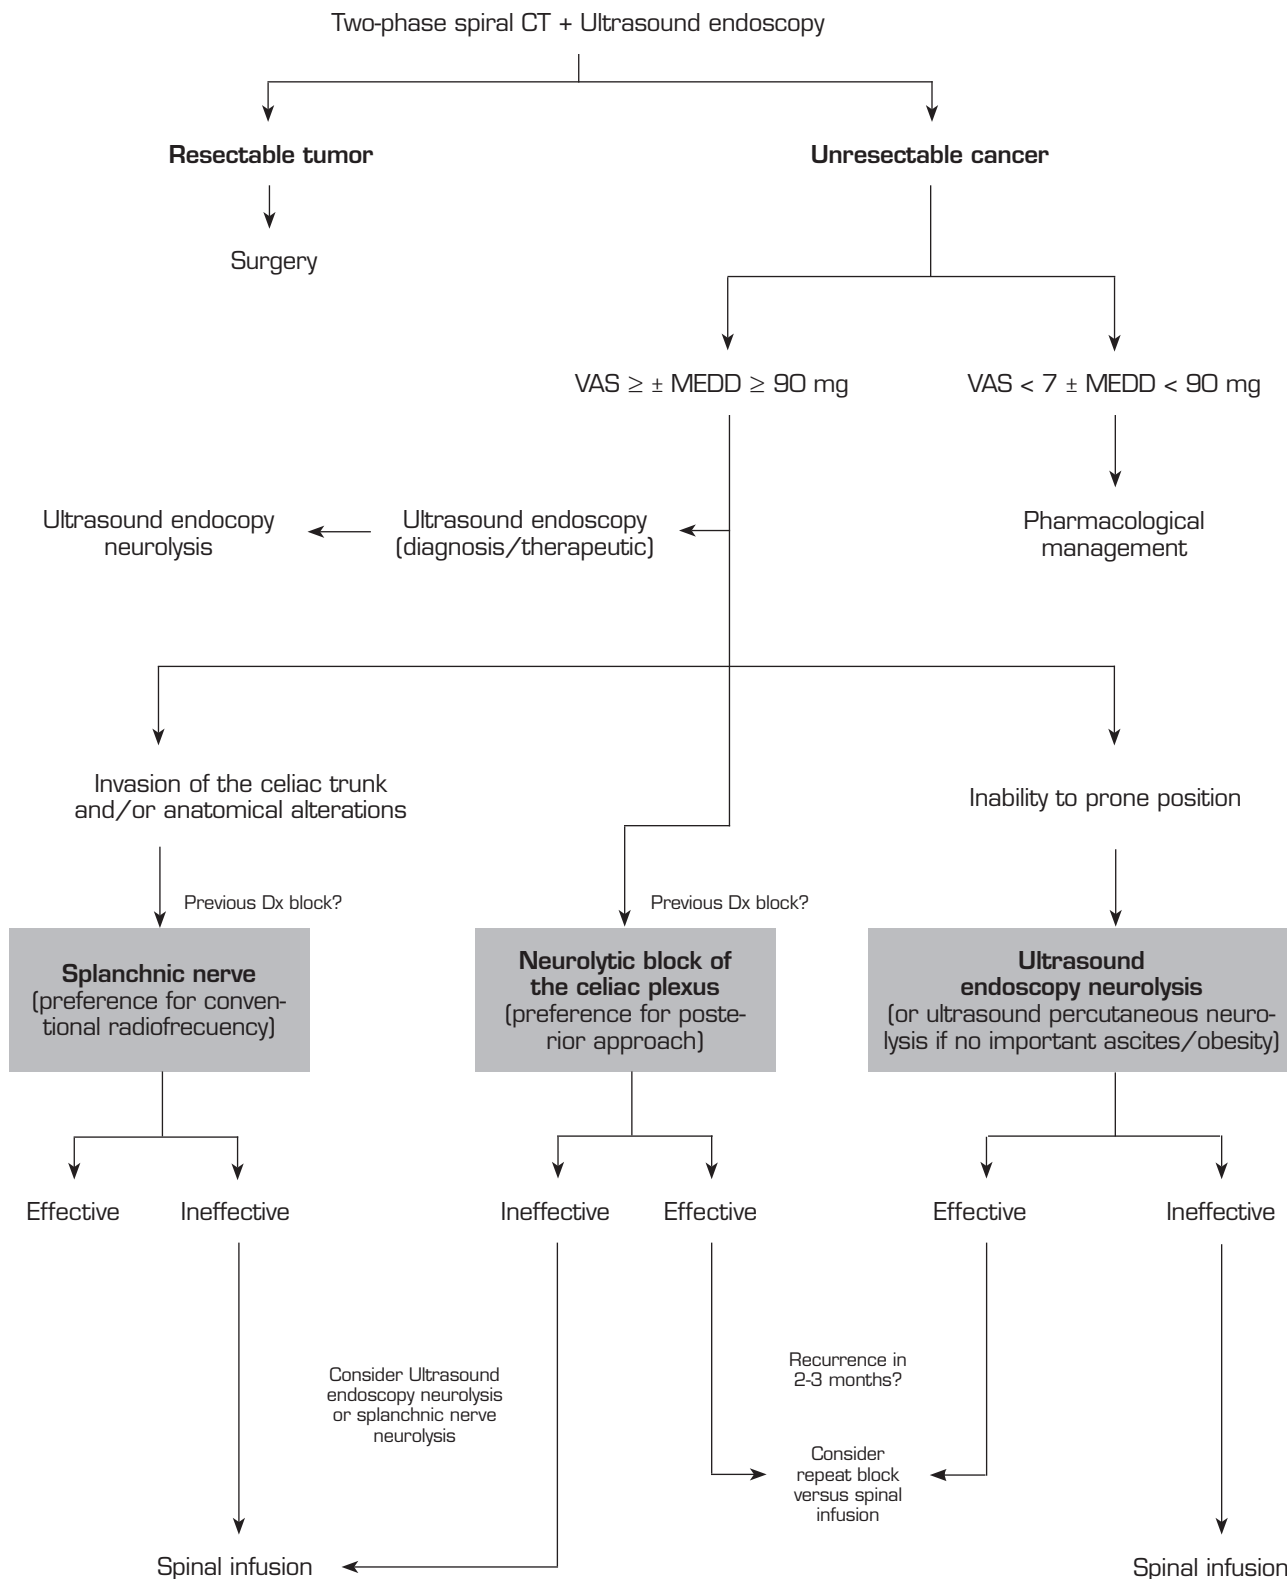 Two-phase spiral CT + Ultrasound endoscopy
Resectable tumor
Unresectable cancer
Surgery
VAS ≥ ± MEDD ≥ 90 mg
VAS < 7 ± MEDD < 90 mg
Ultrasound endocopy
neurolysis
Ultrasound endoscopy
(diagnosis/therapeutic)
Pharmacological
management
Invasion of the celiac trunk
and/or anatomical alterations
Inability to prone position
Previous Dx block?
Previous Dx block?
Splanchnic nerve
(preference for conven-
tional radiofrecuency)
Neurolytic block of
the celiac plexus
(preference for poste-
rior approach)
Ultrasound
endoscopy neurolysis
(or ultrasound percutaneous neuro-
lysis if no important ascites/obesity)
Effective
Ineffective
Ineffective
Effective
Effective
Ineffective
Consider Ultrasound
endoscopy neurolysis
or splanchnic nerve
neurolysis
Recurrence in
2-3 months?
Consider
repeat block
versus spinal
infusion
Spinal infusion
Spinal infusion